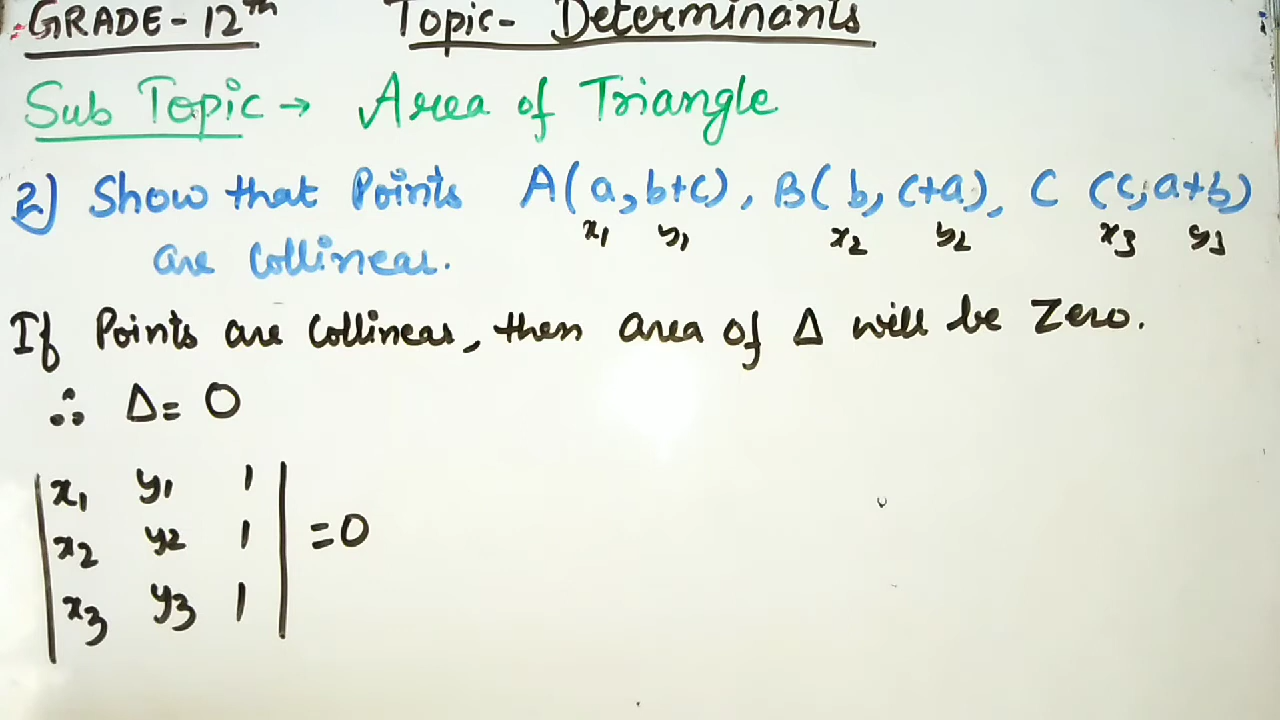 GRADE-12th Topic- Determinants
Sub Topic → Area of Triangle
2) Show that Points A(a,b+c), B(b,c+a), C (c,a+b)
x₁ y₁ x₂ y₂ x₃ y₃
are Collinear.
If Points are Collinear, then area of Δ will be Zero.
∴ Δ= 0
x₁ y₁ 1
x₂ y₂ 1 =0
x₃ y₃ 1